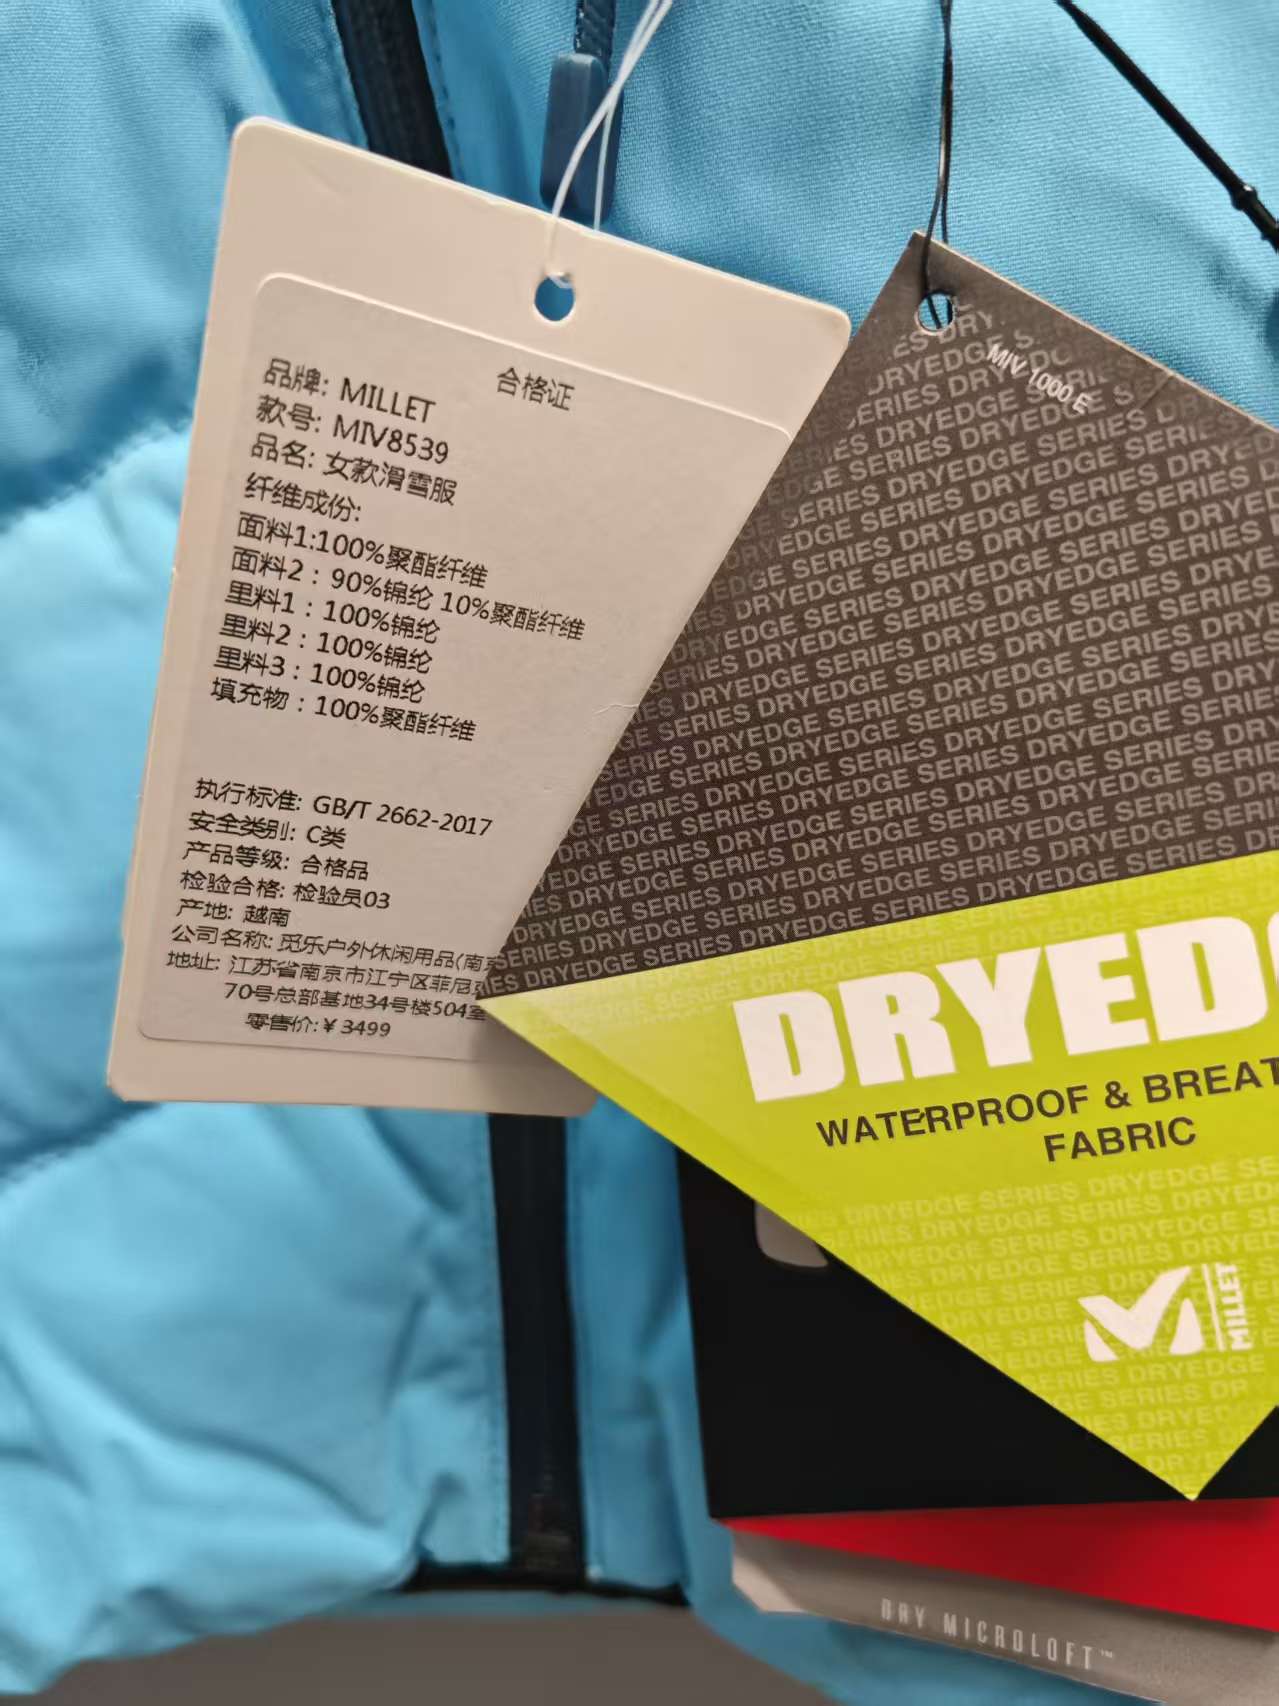 合格证
品牌: MILLET
款号: MIV8539
品名: 女款滑雪服
纤维成份:
面料1:100%聚酯纤维
面料2：90%锦纶 10%聚酯纤维
里料1：100%锦纶
里料2：100%锦纶
里料3：100%锦纶
填充物：100%聚酯纤维
执行标准: GB/T 2662-2017
安全类别: C类
产品等级: 合格品
检验合格: 检验员03
产地: 越南
公司名称: 觅乐户外休闲用品(南
地址: 江苏省南京市江宁区菲尼
70号总部基地34号楼504室
零售价:¥ 3499
MIV 1000 E
DRYEDGE SERIES DRYEDGE SERIES
DRYEDG
WATERPROOF & BREAT
FABRIC
MILLET
DRY MICROLOFT™